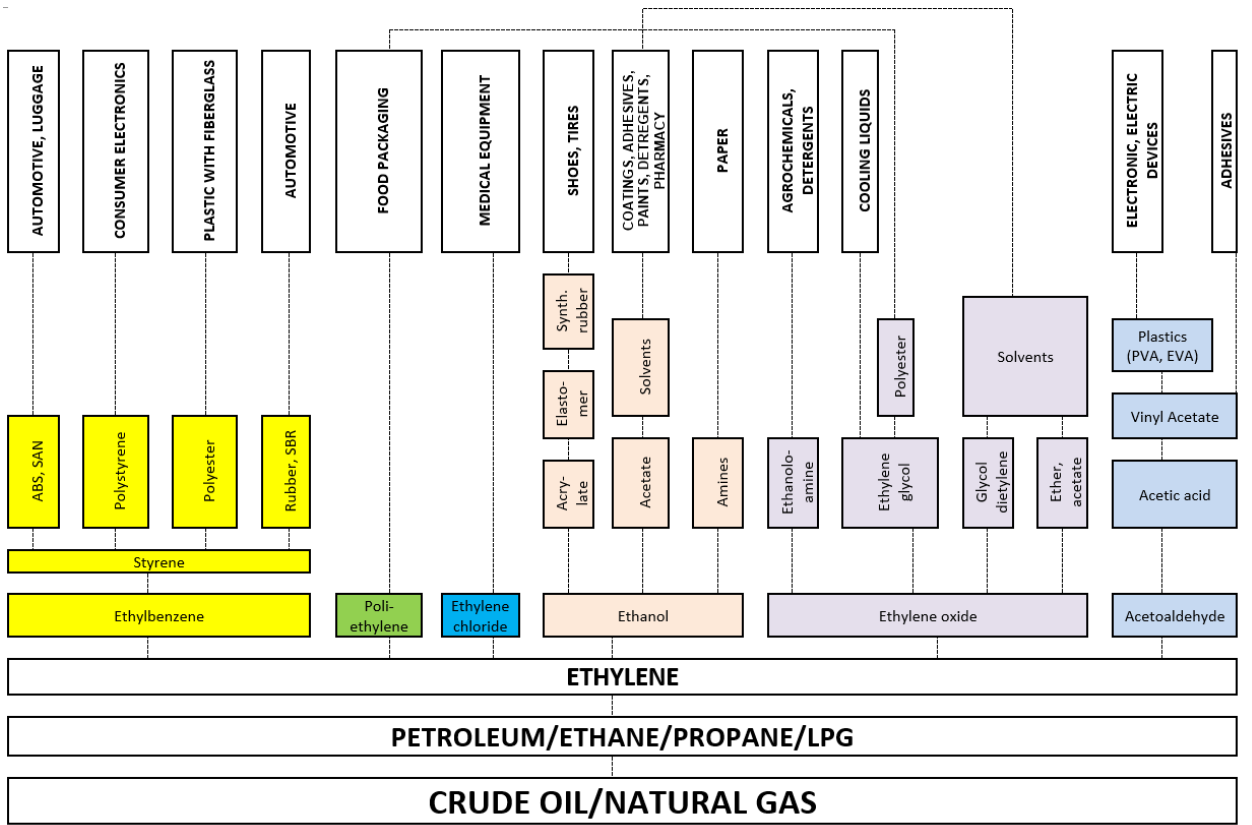 AUTOMOTIVE, LUGGAGE
CONSUMER ELECTRONICS
PLASTIC WITH FIBERGLASS
AUTOMOTIVE
FOOD PACKAGING
MEDICAL EQUIPMENT
SHOES, TIRES
COATINGS, ADHESIVES,
PAINTS, DETREGENTS,
PHARMACY
PAPER
AGROCHEMICALS,
DETERGENTS
COOLING LIQUIDS
ELECTRONIC, ELECTRIC
DEVICES
ADHESIVES
Synth.
rubber
Solvents
Polyester
Solvents
Plastics
(PVA, EVA)
Elasto-
mer
Vinyl Acetate
ABS, SAN
Polystyrene
Polyester
Rubber, SBR
Acry-
late
Acetate
Amines
Ethanolo-
amine
Ethylene
glycol
Glycol
dietylene
Ether,
acetate
Acetic acid
Styrene
Ethylbenzene
Poli-
ethylene
Ethylene
chloride
Ethanol
Ethylene oxide
Acetoaldehyde
ETHYLENE
PETROLEUM/ETHANE/PROPANE/LPG
CRUDE OIL/NATURAL GAS